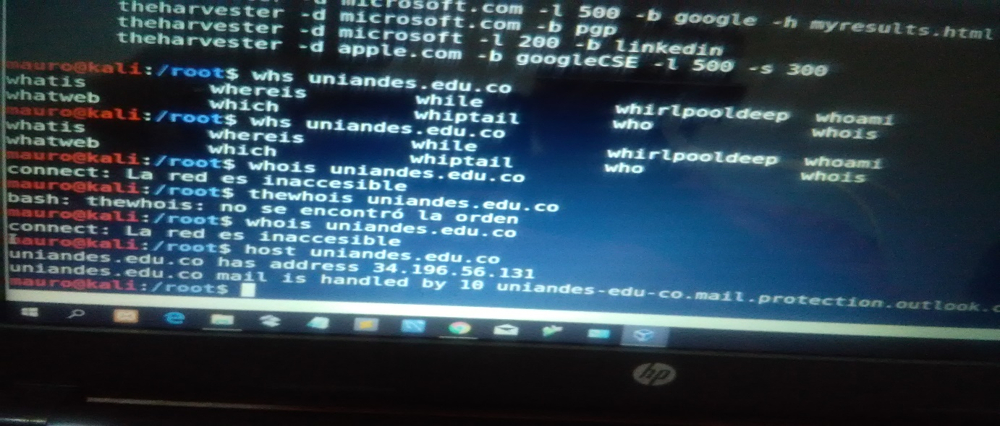 microsoft.com -l 500 -b google -h myresults.html
theharvester -d microsoft.com -b pgp
theharvester -d microsoft -l 200 -b linkedin
theharvester -d apple.com -b googleCSE -l 500 -s 300
mauro@kali:/root$ whs uniandes.edu.co
whatis whereis while whirlpooldeep whoami
whatweb which whiptail who whois
mauro@kali:/root$ whs uniandes.edu.co
whatis whereis while whirlpooldeep whoami
whatweb which whiptail who whois
mauro@kali:/root$ whois uniandes.edu.co
connect: La red es inaccesible
mauro@kali:/root$ thewhois uniandes.edu.co
bash: thewhois: no se encontró la orden
mauro@kali:/root$ whois uniandes.edu.co
connect: La red es inaccesible
mauro@kali:/root$ host uniandes.edu.co
uniandes.edu.co has address 34.196.56.131
uniandes.edu.co mail is handled by 10 uniandes-edu-co.mail.protection.outlook.
mauro@kali:/root$
hp